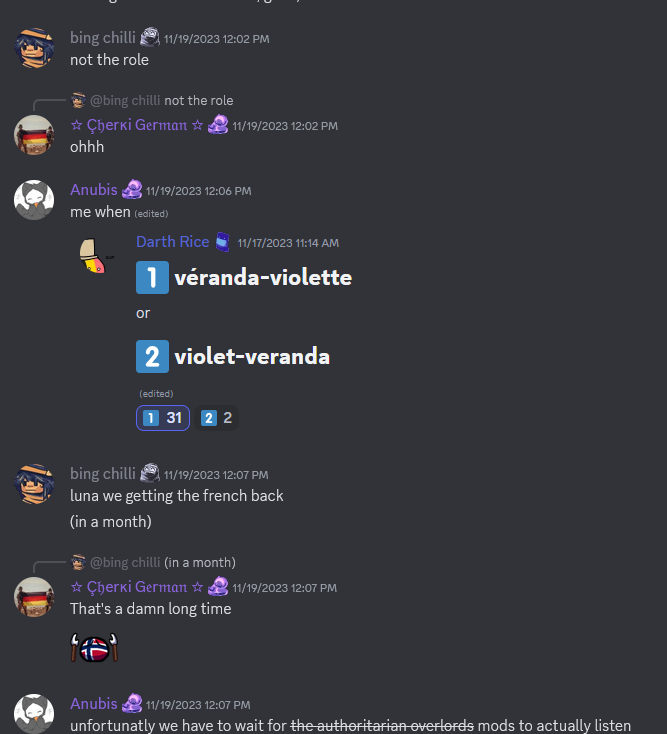 bing chilli 11/19/2023 12:02 PM
not the role
@bing chilli not the role
☆ Çɧɛrкi Gɛrmαn ☆ 11/19/2023 12:02 PM
ohhh
Anubis 11/19/2023 12:06 PM
me when (edited)
Darth Rice 11/17/2023 11:14 AM
1 véranda-violette
or
2 violet-veranda
(edited)
1 31 2 2
bing chilli 11/19/2023 12:07 PM
luna we getting the french back
(in a month)
@bing chilli (in a month)
☆ Çɧɛrкi Gɛrmαn ☆ 11/19/2023 12:07 PM
That's a damn long time
Anubis 11/19/2023 12:07 PM
unfortunatly we have to wait for the authoritarian overlords mods to actually listen